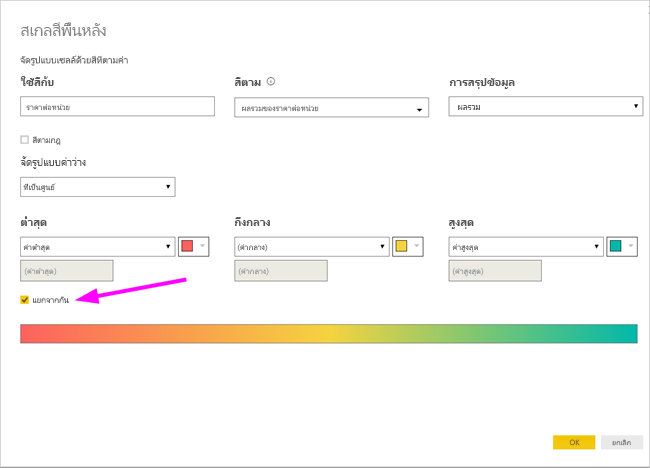 สเกลสีพื้นหลัง
จัดรูปแบบเซลล์ด้วยสีที่ตามค่า
ใช้สีกับ
สีตาม
การสรุปข้อมูล
ราคาต่อหน่วย
ผลรวมของราคาต่อหน่วย
ผลรวม
สีตามกฎ
จัดรูปแบบค่าว่าง
ที่เป็นศูนย์
ต่ำสุด
กึ่งกลาง
สูงสุด
ค่าต่ำสุด
(ค่ากลาง)
ค่าสูงสุด
(ค่าต่ำสุด)
(ค่ากลาง)
(ค่าสูงสุด)
แยกจากกัน
OK
ยกเลิก